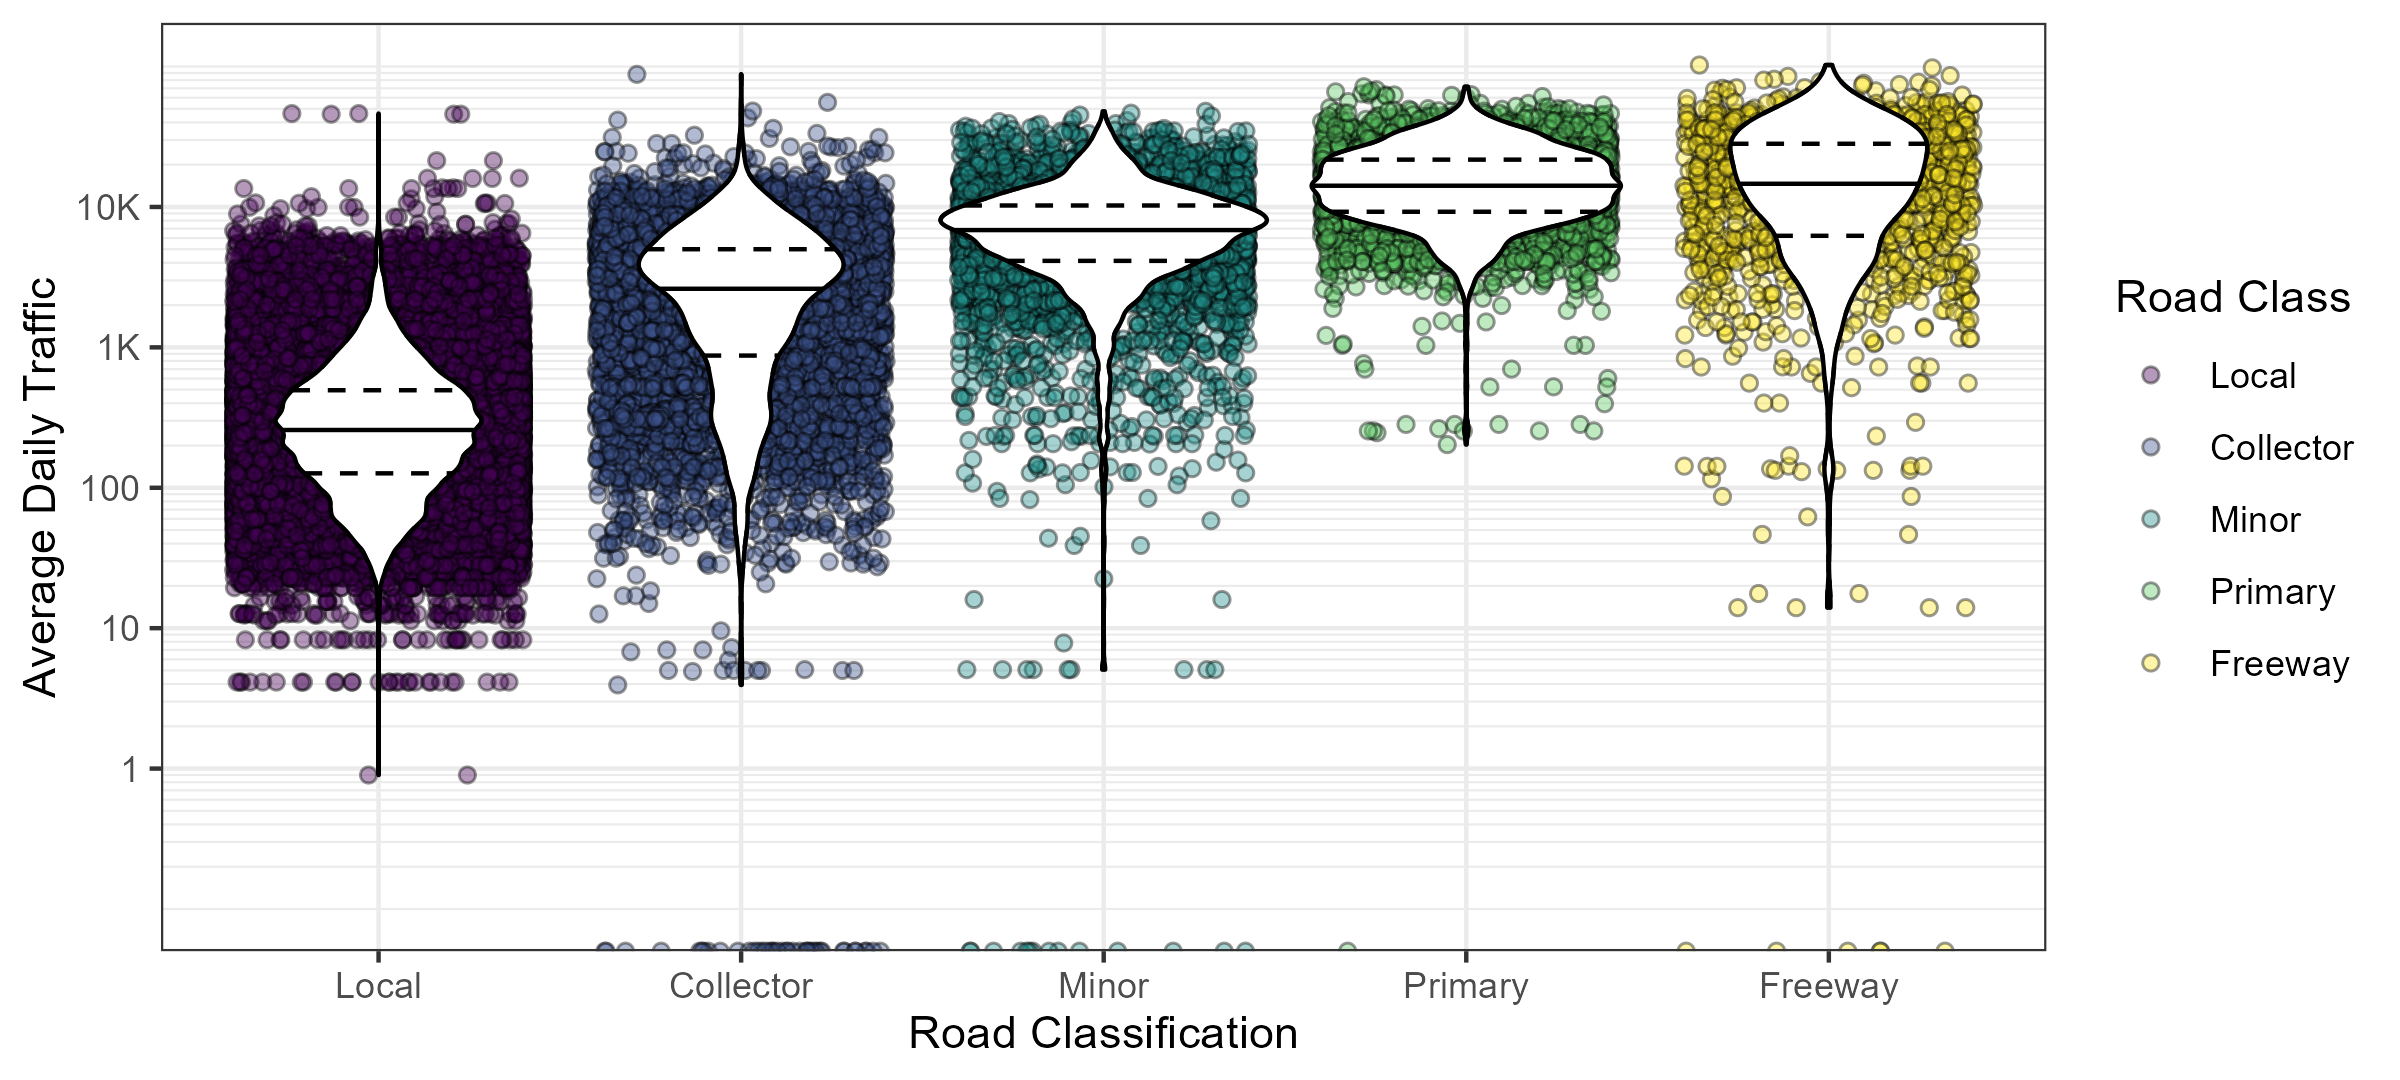 Average Daily Traffic
10K
1K
100
10
1
Local
Collector
Minor
Primary
Freeway
Road Classification
Road Class
Local
Collector
Minor
Primary
Freeway